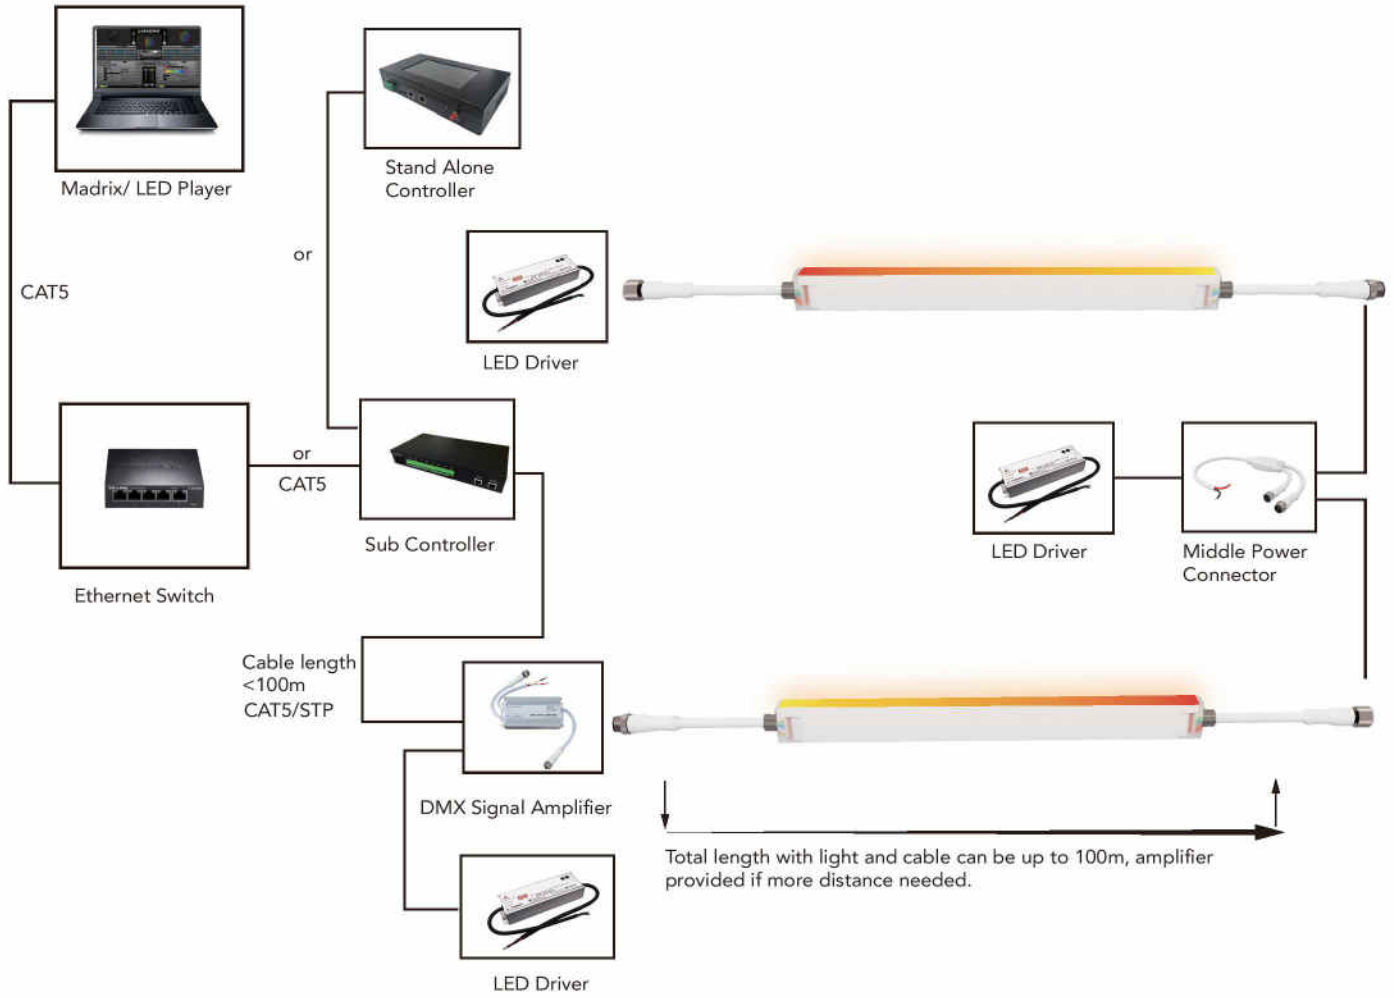 Madrix/ LED Player
Stand Alone
Controller
or
CAT5
LED Driver
or
CAT5
Sub Controller
Ethernet Switch
LED Driver
Middle Power
Connector
Cable length
<100m
CAT5/STP
DMX Signal Amplifier
Total length with light and cable can be up to 100m, amplifier
provided if more distance needed.
LED Driver